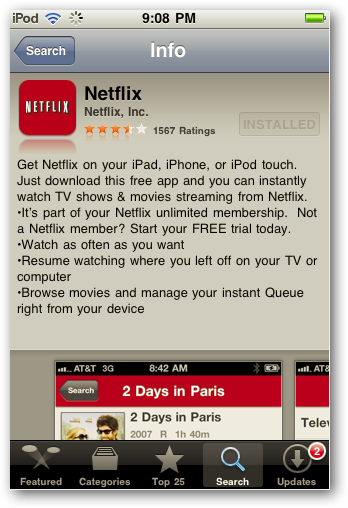 iPod 9:08 PM
Search Info
NETFLIX
Netflix
Netflix, Inc.
1567 Ratings
INSTALLED
Get Netflix on your iPad, iPhone, or iPod touch.
Just download this free app and you can instantly
watch TV shows & movies streaming from Netflix.
•It's part of your Netflix unlimited membership.  Not
a Netflix member? Start your FREE trial today.
•Watch as often as you want
•Resume watching where you left off on your TV or
computer
•Browse movies and manage your instant Queue
right from your device
AT&T 3G 8:42 AM
Search 2 Days in Paris
2 Days in Paris
2007 R 1h 40m
AT&T
Telev
Featured Categories Top 25 Search Updates
2